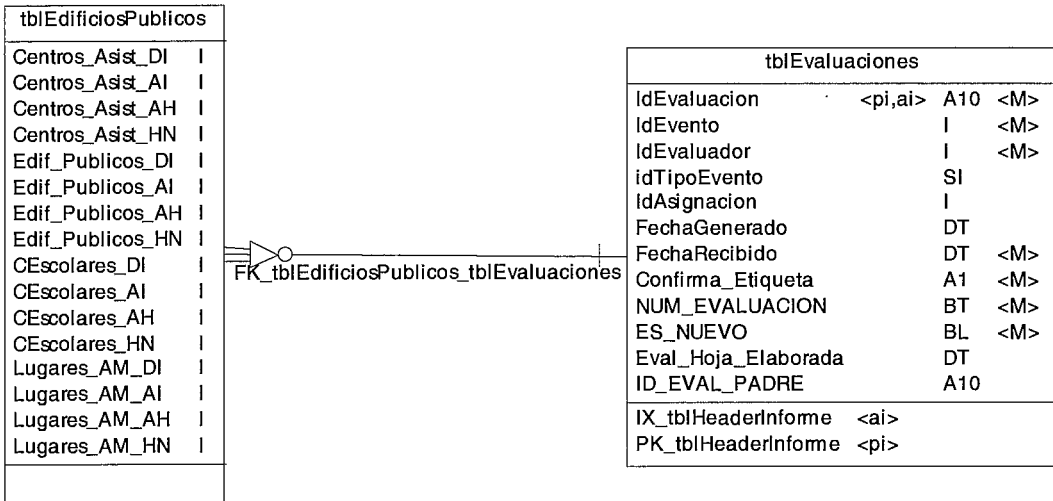 tblEdificiosPublicos
Centros_Asist_DI I
Centros_Asist_AI I
Centros_Asist_AH I
Centros_Asist_HN I
Edif_Publicos_DI I
Edif_Publicos_AI I
Edif_Publicos_AH I
Edif_Publicos_HN I
CEscolares_DI I
CEscolares_AI I
CEscolares_AH I
CEscolares_HN I
Lugares_AM_DI I
Lugares_AM_AI I
Lugares_AM_AH I
Lugares_AM_HN I
FK_tblEdificiosPublicos_tblEvaluaciones
tblEvaluaciones
IdEvaluacion <pi,ai> A10 <M>
IdEvento I <M>
IdEvaluador I <M>
idTipoEvento SI
IdAsignacion I
FechaGenerado DT
FechaRecibido DT <M>
Confirma_Etiqueta A1 <M>
NUM_EVALUACION BT <M>
ES_NUEVO BL <M>
Eval_Hoja_Elaborada DT
ID_EVAL_PADRE A10
IX_tblHeaderInforme <ai>
PK_tblHeaderInforme <pi>